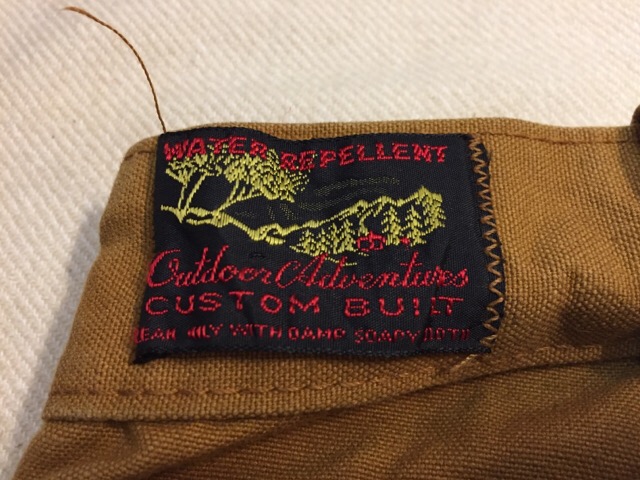 WATER REPELLENT
Outdoor Adventures
CUSTOM BUILT
WITH DAMP SOAPY